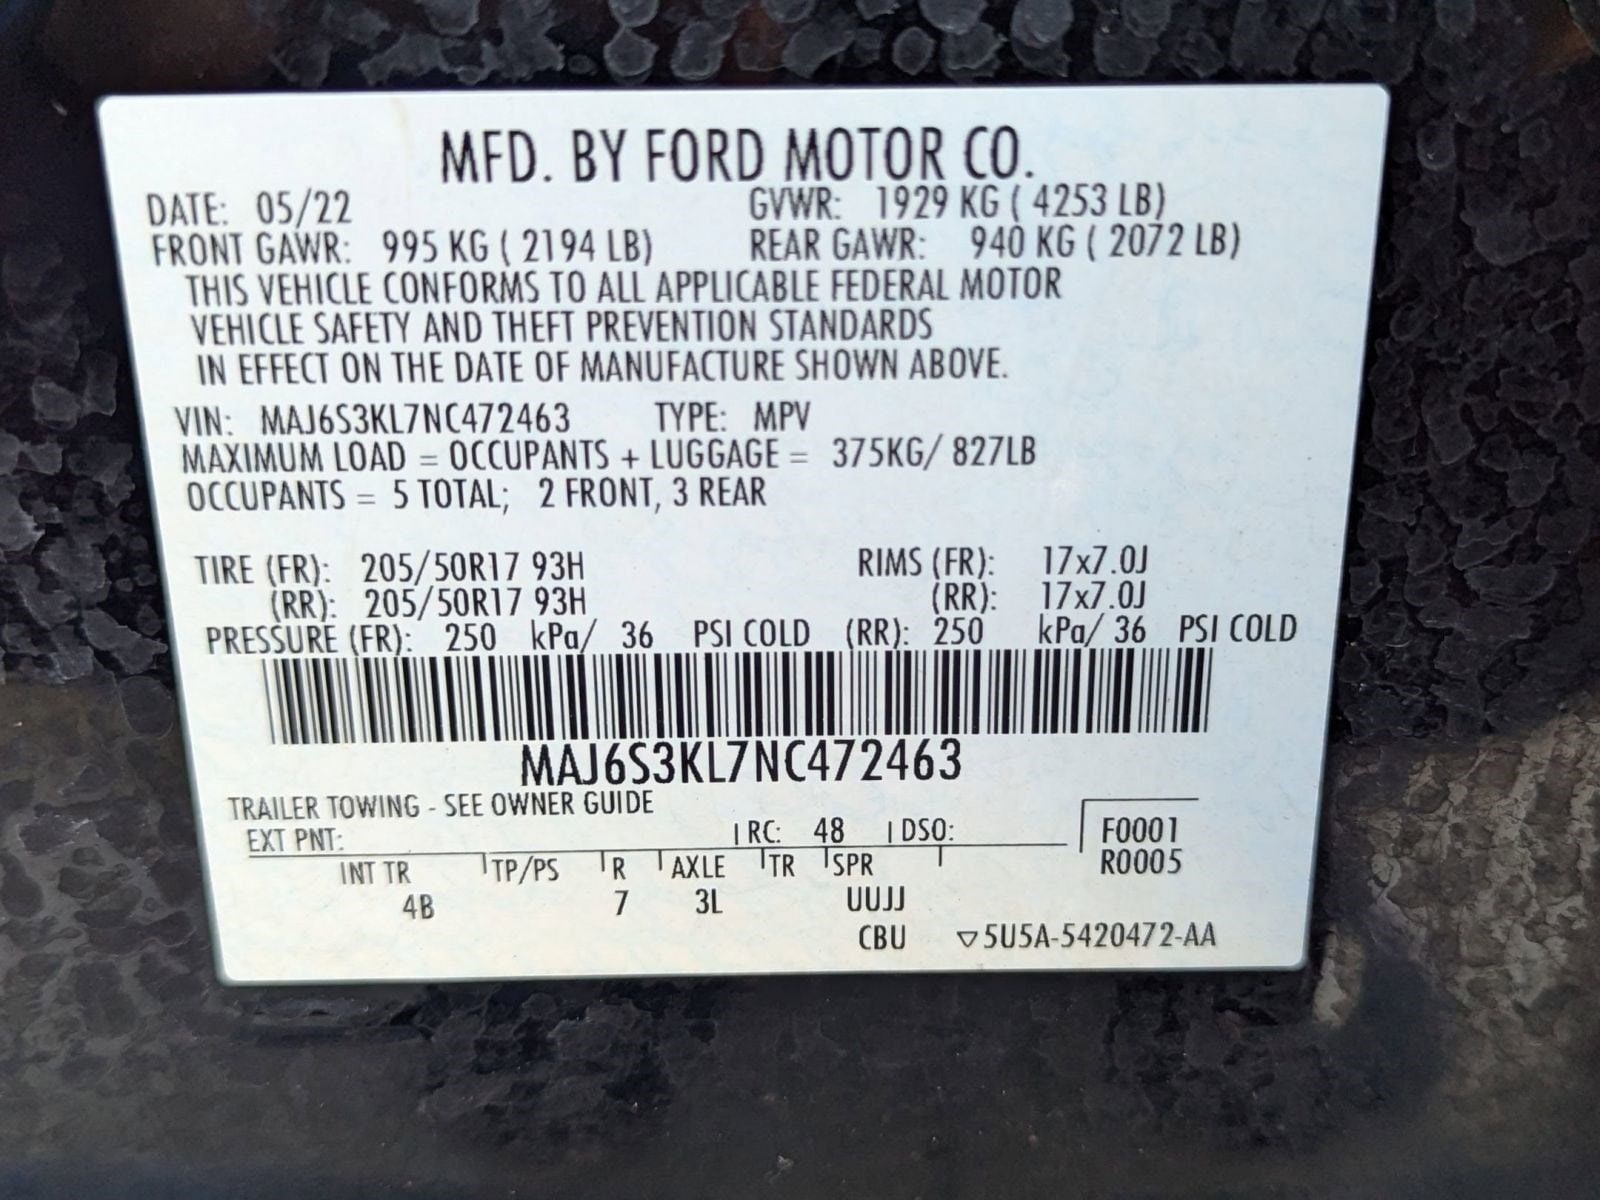 MFD. BY FORD MOTOR CO.
DATE: 05/22 GVWR: 1929 KG ( 4253 LB)
FRONT GAWR: 995 KG ( 2194 LB) REAR GAWR: 940 KG ( 2072 LB)
THIS VEHICLE CONFORMS TO ALL APPLICABLE FEDERAL MOTOR
VEHICLE SAFETY AND THEFT PREVENTION STANDARDS
IN EFFECT ON THE DATE OF MANUFACTURE SHOWN ABOVE.
VIN: MAJ6S3KL7NC472463 TYPE: MPV
MAXIMUM LOAD = OCCUPANTS + LUGGAGE = 375KG/ 827LB
OCCUPANTS = 5 TOTAL; 2 FRONT, 3 REAR
TIRE (FR): 205/50R17 93H RIMS (FR): 17x7.0J
(RR): 205/50R17 93H (RR): 17x7.0J
PRESSURE (FR): 250 kPa/ 36 PSI COLD (RR): 250 kPa/ 36 PSI COLD
MAJ6S3KL7NC472463
TRAILER TOWING - SEE OWNER GUIDE
EXT PNT: RC: 48 DSO: F0001
INT TR TP/PS R AXLE TR SPR R0005
4B 7 3L UUJJ
CBU ▽5U5A-5420472-AA